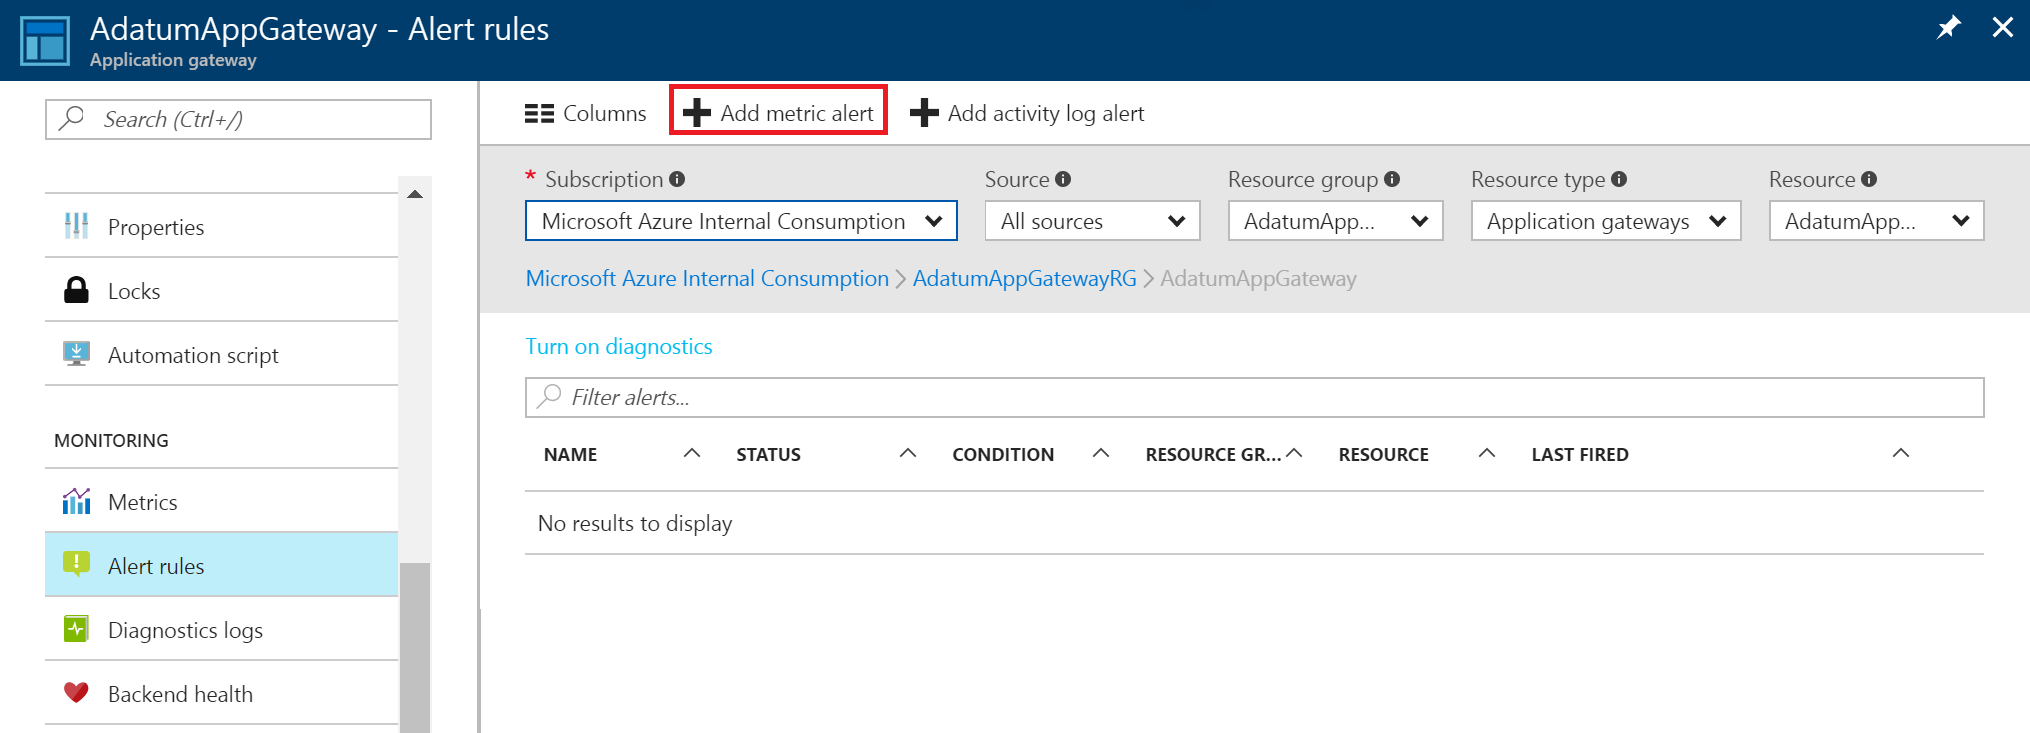 AdatumAppGateway - Alert rules
Application gateway
Search (Ctrl+/)
Properties
Locks
Automation script
MONITORING
Metrics
Alert rules
Diagnostics logs
Backend health
Columns Add metric alert Add activity log alert
* Subscription Source Resource group Resource type Resource
Microsoft Azure Internal Consumption All sources AdatumApp... Application gateways AdatumApp...
Microsoft Azure Internal Consumption > AdatumAppGatewayRG > AdatumAppGateway
Turn on diagnostics
Filter alerts...
NAME STATUS CONDITION RESOURCE GR... RESOURCE LAST FIRED
No results to display